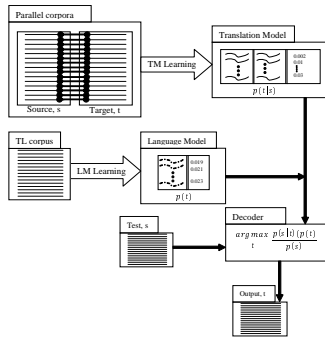 Parallel corpora
Source, s
Target, t
TM Learning
Translation Model
0.002
0.01
0.03
p(t|s)
TL corpus
LM Learning
Language Model
0.019
0.021
0.023
p(t)
Test, s
Decoder
argmax p(s|t)(p(t)
t p(s)
Output, t